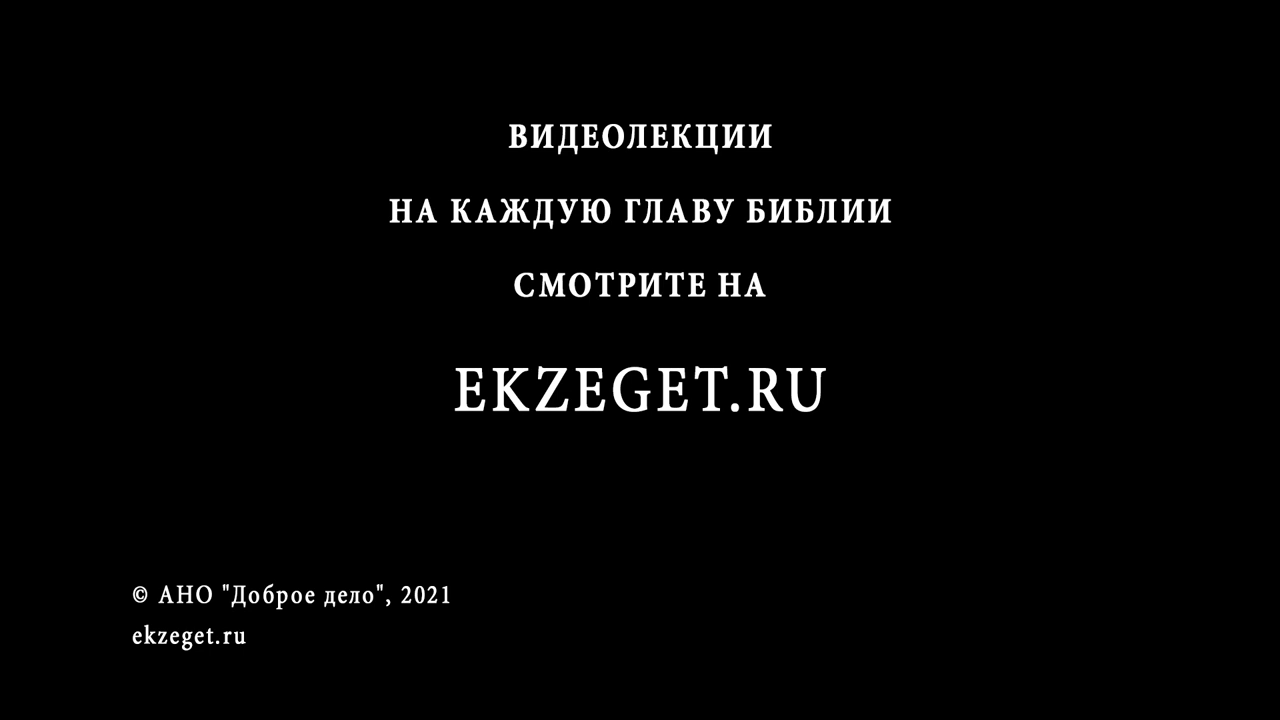 ВИДЕОЛЕКЦИИ
НА КАЖДУЮ ГЛАВУ БИБЛИИ
СМОТРИТЕ НА
EKZEGET.RU
© АНО "Доброе дело", 2021
ekzeget.ru